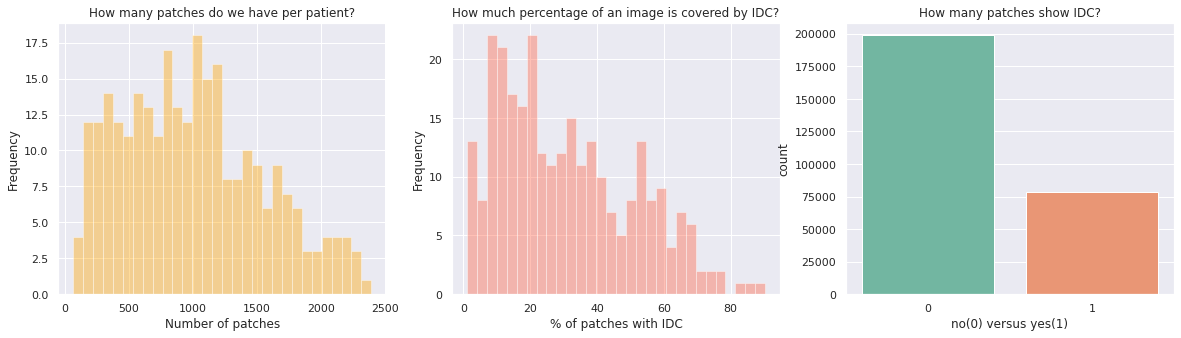 How many patches do we have per patient?
17.5
15.0
12.5
10.0
7.5
5.0
2.5
0.0
Frequency
0 500 1000 1500 2000 2500
Number of patches
How much percentage of an image is covered by IDC?
20
15
10
5
0
Frequency
0 20 40 60 80
% of patches with IDC
How many patches show IDC?
200000
175000
150000
125000
100000
75000
50000
25000
0
count
0 1
no(0) versus yes(1)